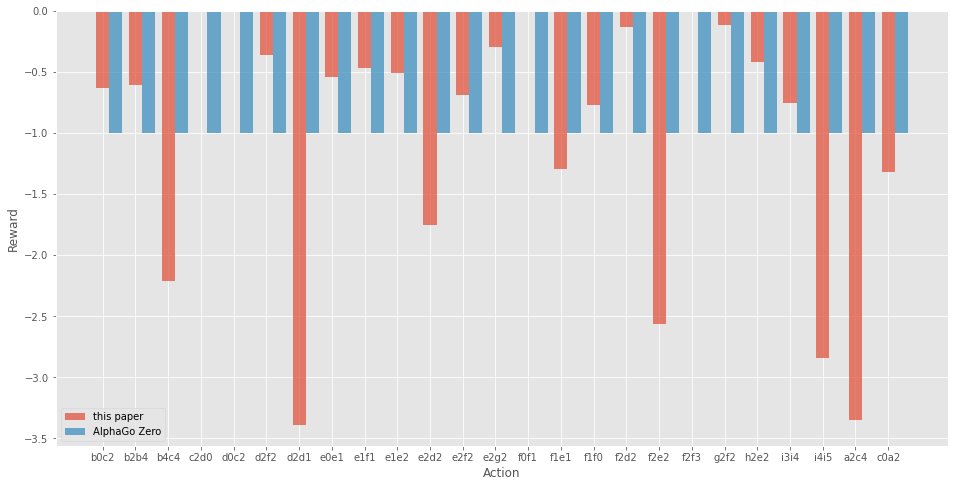 0.0
−0.5
−1.0
−1.5
−2.0
−2.5
−3.0
−3.5
Reward
this paper
AlphaGo Zero
b0c2 b2b4 b4c4 c2d0 d0c2 d2f2 d2d1 e0e1 e1f1 e1e2 e2d2 e2f2 e2g2 f0f1 f1e1 f1f0 f2d2 f2e2 f2f3 g2f2 h2e2 i3i4 i4i5 a2c4 c0a2
Action